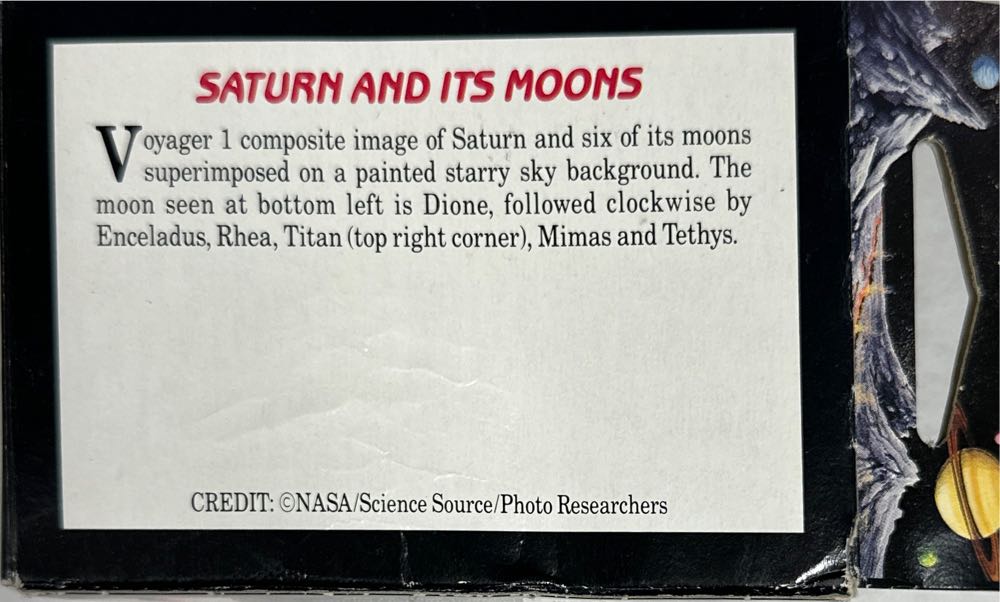 SATURN AND ITS MOONS
Voyager 1 composite image of Saturn and six of its moons
superimposed on a painted starry sky background. The
moon seen at bottom left is Dione, followed clockwise by
Enceladus, Rhea, Titan (top right corner), Mimas and Tethys.
CREDIT: ©NASA/Science Source/Photo Researchers